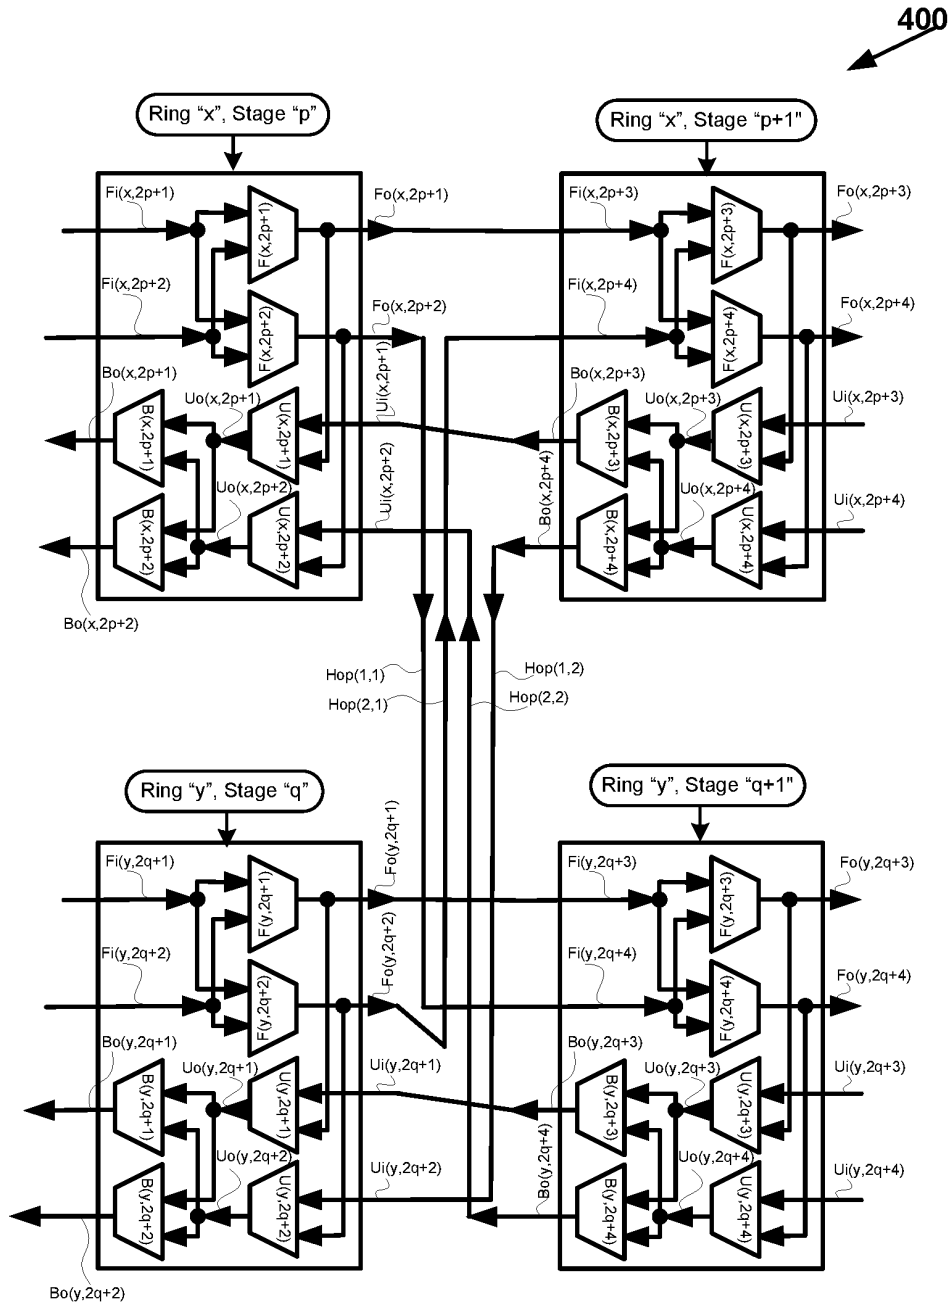 400
Ring “x”, Stage “p”
Ring “x”, Stage “p+1"
Fi(x,2p+1)
Fo(x,2p+1)
Fi(x,2p+3)
Fo(x,2p+3)
F(x,2p+1)
F(x,2p+3)
Fi(x,2p+2)
Fo(x,2p+2)
Fi(x,2p+4)
Fo(x,2p+4)
F(x,2p+2)
F(x,2p+4)
Bo(x,2p+1)
Uo(x,2p+1)
Ui(x,2p+1)
Bo(x,2p+3)
Uo(x,2p+3)
Ui(x,2p+3)
B(x,2p+1)
U(x,2p+1)
B(x,2p+3)
U(x,2p+3)
Uo(x,2p+2)
Ui(x,2p+2)
Bo(x,2p+4)
Uo(x,2p+4)
Ui(x,2p+4)
B(x,2p+2)
U(x,2p+2)
B(x,2p+4)
U(x,2p+4)
Bo(x,2p+2)
Hop(1,1)
Hop(1,2)
Hop(2,1)
Hop(2,2)
Ring “y”, Stage “q”
Ring “y”, Stage “q+1"
Fi(y,2q+1)
Fo(y,2q+1)
Fi(y,2q+3)
Fo(y,2q+3)
F(y,2q+1)
F(y,2q+3)
Fi(y,2q+2)
Fo(y,2q+2)
Fi(y,2q+4)
Fo(y,2q+4)
F(y,2q+2)
F(y,2q+4)
Bo(y,2q+1)
Uo(y,2q+1)
Ui(y,2q+1)
Bo(y,2q+3)
Uo(y,2q+3)
Ui(y,2q+3)
B(y,2q+1)
U(y,2q+1)
B(y,2q+3)
U(y,2q+3)
Uo(y,2q+2)
Ui(y,2q+2)
Bo(y,2q+4)
Uo(y,2q+4)
Ui(y,2q+4)
B(y,2q+2)
U(y,2q+2)
B(y,2q+4)
U(y,2q+4)
Bo(y,2q+2)